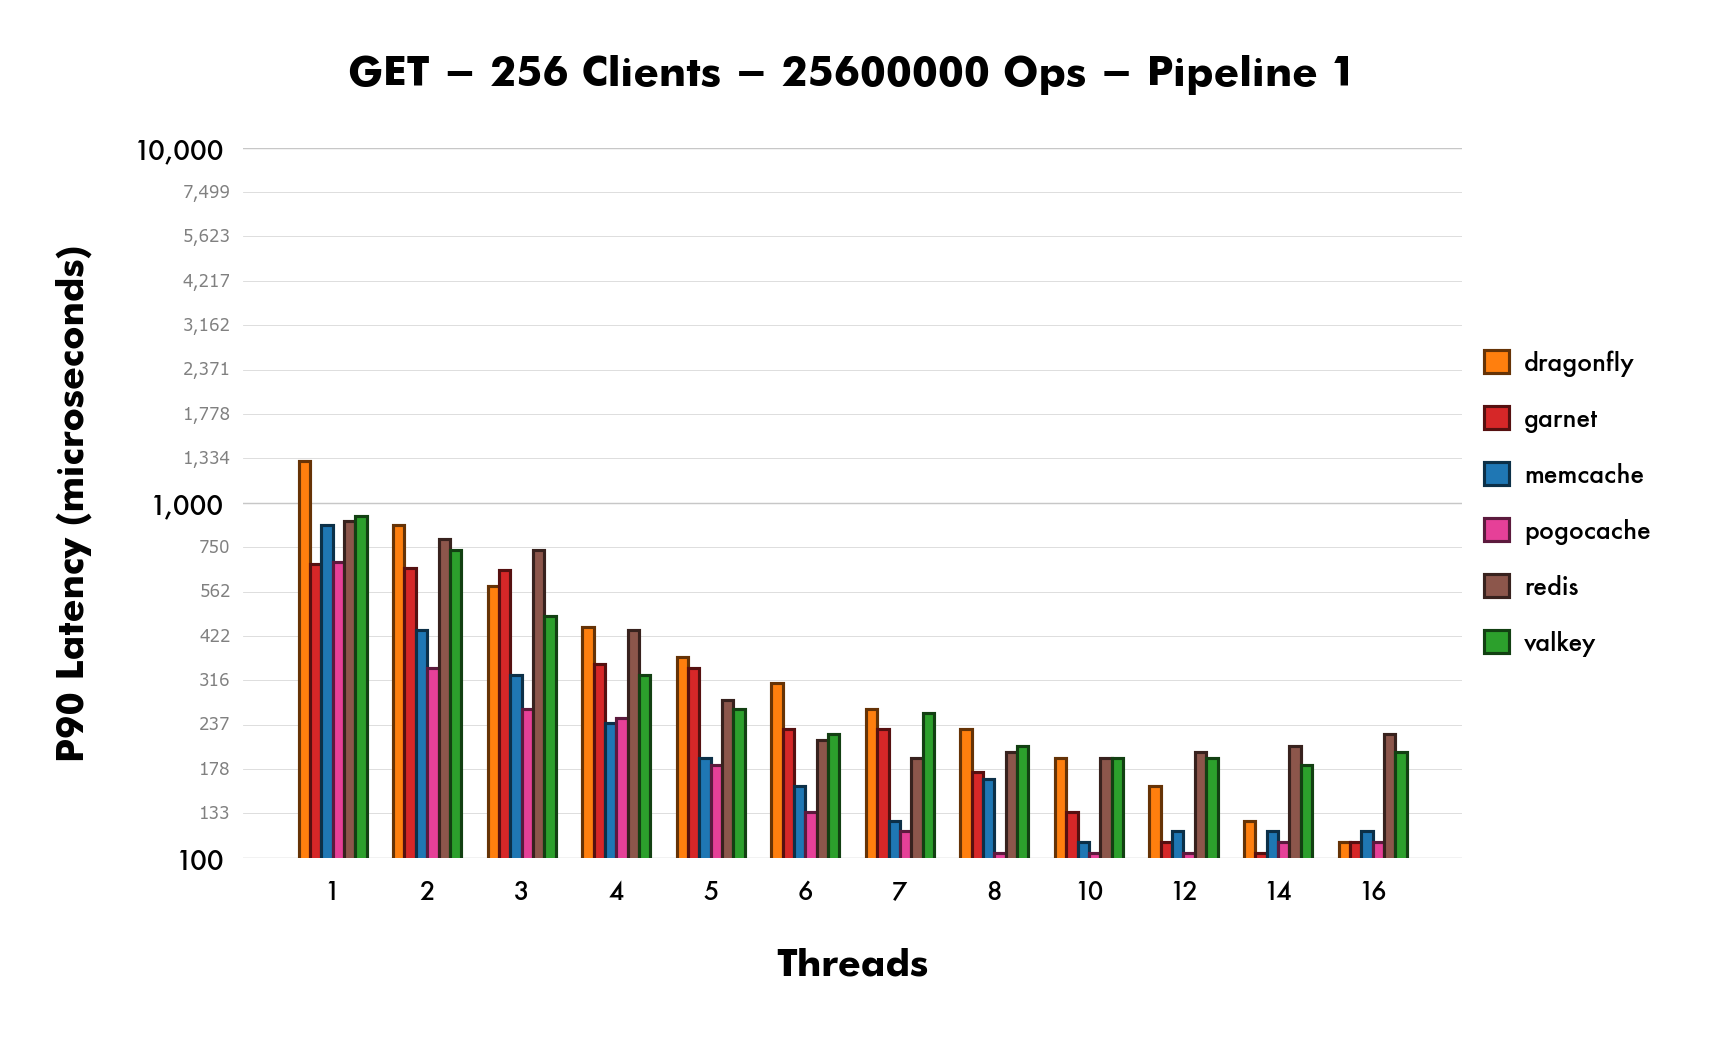 GET – 256 Clients – 25600000 Ops – Pipeline 1
P90 Latency (microseconds)
10,000
7,499
5,623
4,217
3,162
2,371
1,778
1,334
1,000
750
562
422
316
237
178
133
100
1 2 3 4 5 6 7 8 10 12 14 16
Threads
dragonfly
garnet
memcache
pogocache
redis
valkey